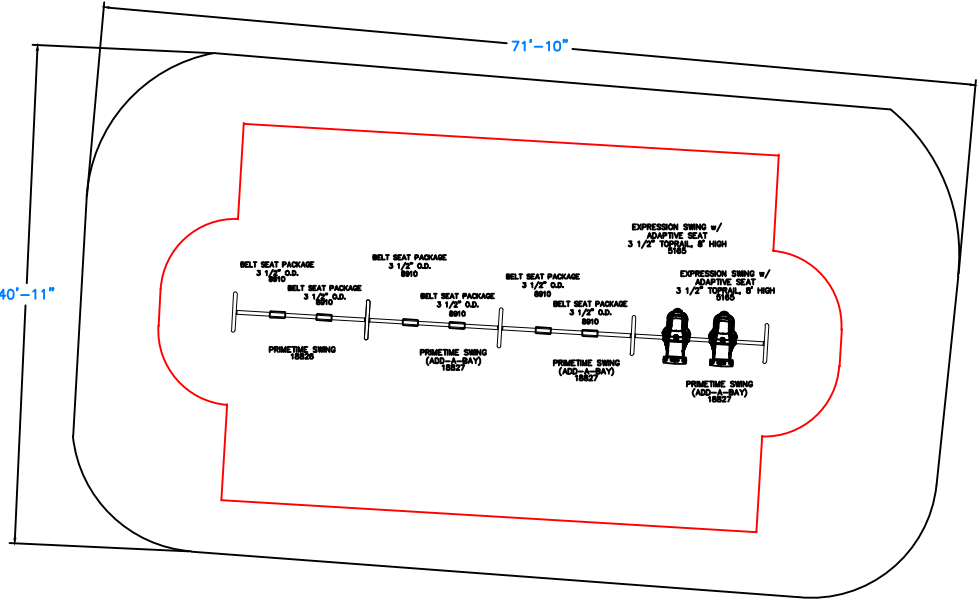 71'-10"
40'-11"
EXPRESSION SWING w/
ADAPTIVE SEAT
3 1/2" TOPRAIL, 8' HIGH
5165
BELT SEAT PACKAGE
3 1/2" O.D.
8910
BELT SEAT PACKAGE
3 1/2" O.D.
8910
BELT SEAT PACKAGE
3 1/2" O.D.
8910
BELT SEAT PACKAGE
3 1/2" O.D.
8910
BELT SEAT PACKAGE
3 1/2" O.D.
8910
BELT SEAT PACKAGE
3 1/2" O.D.
8910
EXPRESSION SWING w/
ADAPTIVE SEAT
3 1/2" TOPRAIL, 8' HIGH
5165
PRIMETIME SWING
18826
PRIMETIME SWING
(ADD-A-BAY)
18827
PRIMETIME SWING
(ADD-A-BAY)
18827
PRIMETIME SWING
(ADD-A-BAY)
18827